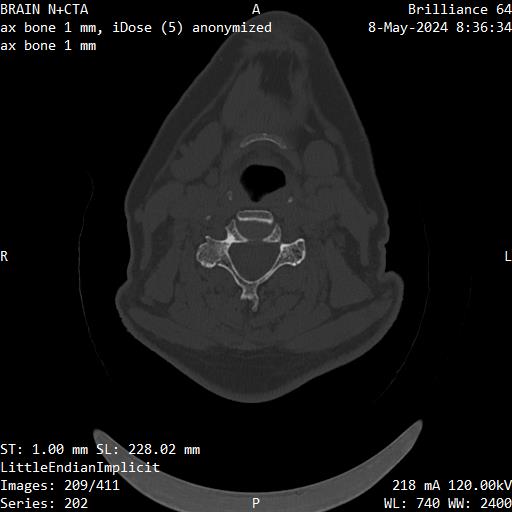 BRAIN N+CTA
A
Brilliance 64
ax bone 1 mm, iDose (5) anonymized
8-May-2024 8:36:34
ax bone 1 mm
R
L
ST: 1.00 mm SL: 228.02 mm
LittleEndianImplicit
Images: 209/411
218 mA 120.00kV
Series: 202
P
WL: 740 WW: 2400